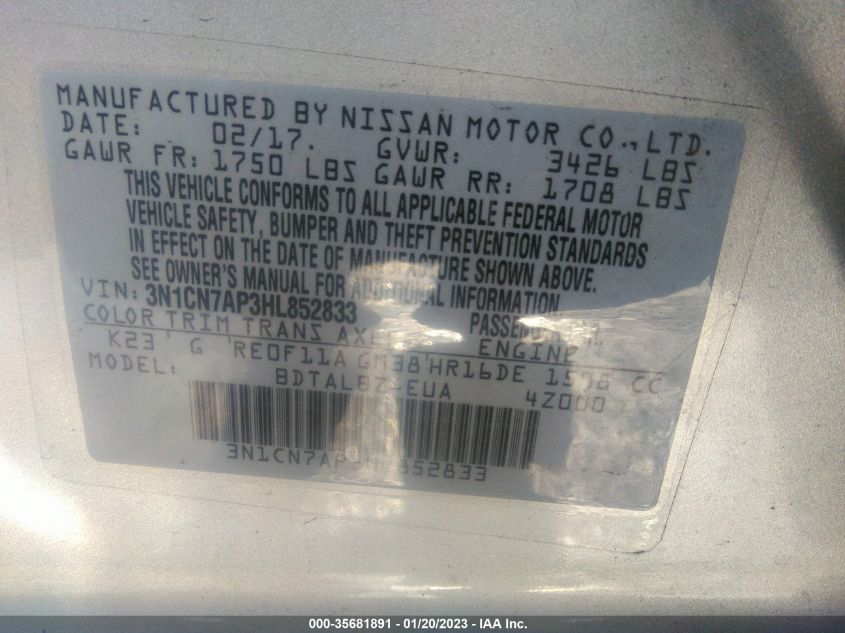 MANUFACTURED BY NISSAN MOTOR CO., LTD.
DATE: 02/17. GVWR: 3426 LBS
GAWR FR: 1750 LBS GAWR RR: 1708 LBS
THIS VEHICLE CONFORMS TO ALL APPLICABLE FEDERAL MOTOR
VEHICLE SAFETY, BUMPER AND THEFT PREVENTION STANDARDS
IN EFFECT ON THE DATE OF MANUFACTURE SHOWN ABOVE.
SEE OWNER'S MANUAL FOR ADDITIONAL INFORMATION
VIN: 3N1CN7AP3HL852833
COLOR TRIM TRANS AXLE ENGINE
K23 G RE0F11A GM38 HR16DE CC
MODEL: BDTALBZ-EUA 4Z000
000-35681891 | 01/20/2023 | IAA Inc.